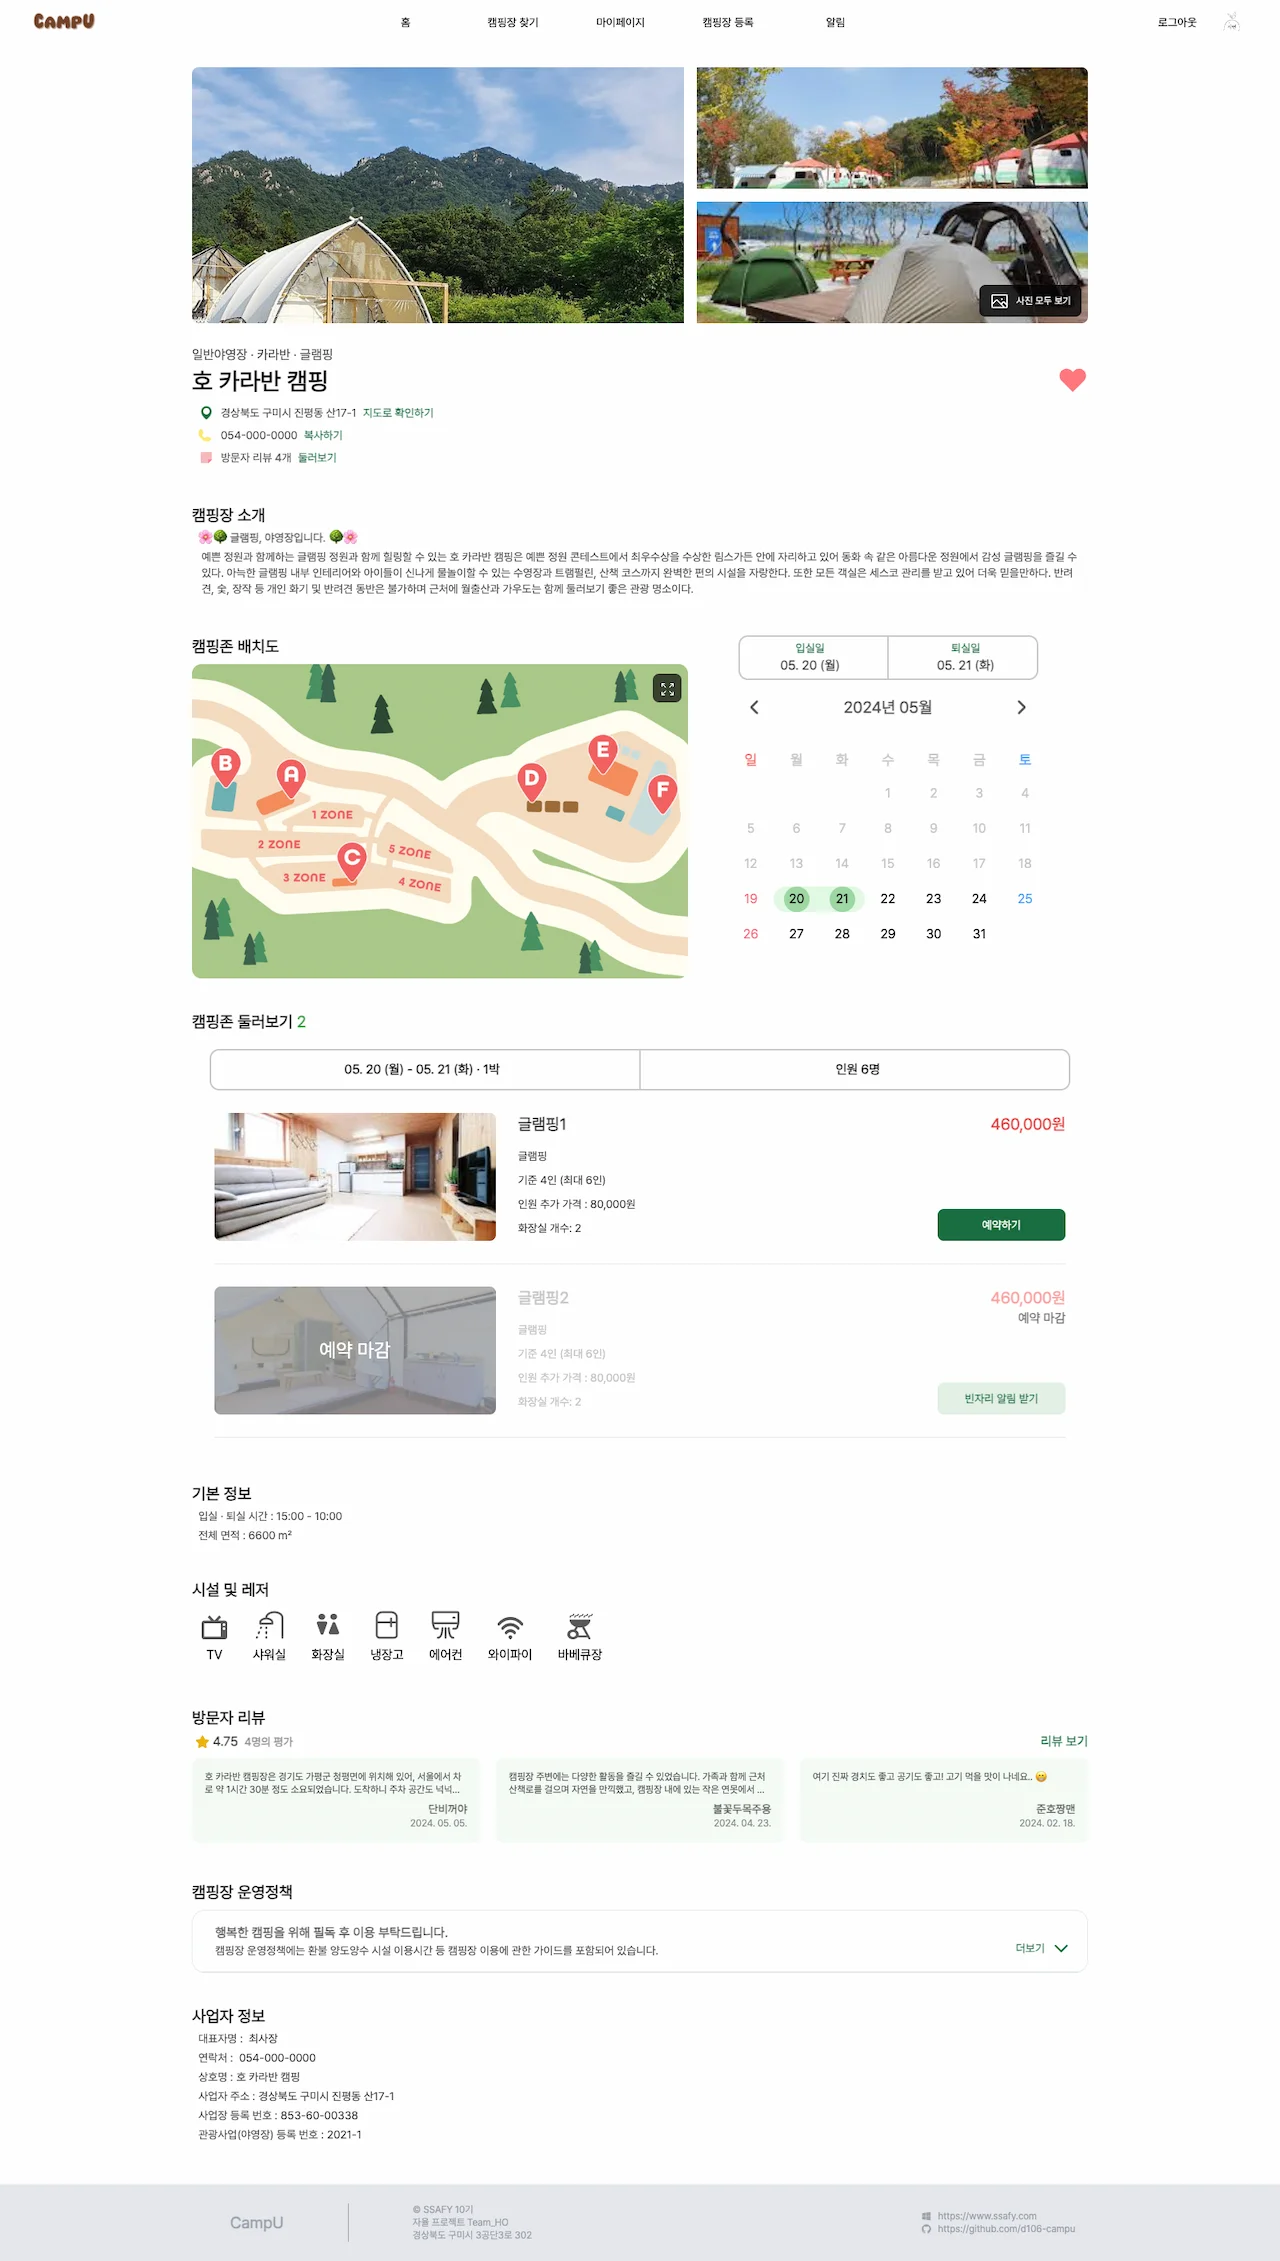 CAMPU
홈
캠핑장 찾기
마이페이지
캠핑장 등록
알림
로그아웃
사진 모두 보기
일반야영장 · 카라반 · 글램핑
호 카라반 캠핑
경상북도 구미시 진평동 산17-1 지도로 확인하기
054-000-0000 복사하기
방문자 리뷰 4개 둘러보기
캠핑장 소개
🌸🌳 글램핑, 야영장입니다. 🌳🌸
예쁜 정원과 함께하는 글램핑 정원과 함께 힐링할 수 있는 호 카라반 캠핑은 예쁜 정원 콘테스트에서 최우수상을 수상한 림스가든 안에 자리하고 있어 동화 속 같은 아름다운 정원에서 감성 글램핑을 즐길 수
있다. 아늑한 글램핑 내부 인테리어와 아이들이 신나게 물놀이할 수 있는 수영장과 트램펄린, 산책 코스까지 완벽한 편의 시설을 자랑한다. 또한 모든 객실은 세스코 관리를 받고 있어 더욱 믿을만하다. 반려
견, 숯, 장작 등 개인 화기 및 반려견 동반은 불가하며 근처에 월출산과 가우도는 함께 둘러보기 좋은 관광 명소이다.
캠핑존 배치도
B
A
1 ZONE
2 ZONE
C
3 ZONE
5 ZONE
4 ZONE
D
E
F
입실일
05. 20 (월)
퇴실일
05. 21 (화)
2024년 05월
일 월 화 수 목 금 토
1 2 3 4
5 6 7 8 9 10 11
12 13 14 15 16 17 18
19 20 21 22 23 24 25
26 27 28 29 30 31
캠핑존 둘러보기 2
05. 20 (월) - 05. 21 (화) · 1박
인원 6명
글램핑1
460,000원
글램핑
기준 4인 (최대 6인)
인원 추가 가격 : 80,000원
화장실 개수: 2
예약하기
예약 마감
글램핑2
460,000원
예약 마감
글램핑
기준 4인 (최대 6인)
인원 추가 가격 : 80,000원
화장실 개수: 2
빈자리 알림 받기
기본 정보
입실 · 퇴실 시간 : 15:00 - 10:00
전체 면적 : 6600 m²
시설 및 레저
TV
샤워실
화장실
냉장고
에어컨
와이파이
바베큐장
방문자 리뷰
4.75 4명의 평가
리뷰 보기
호 카라반 캠핑장은 경기도 가평군 청평면에 위치해 있어, 서울에서 차
로 약 1시간 30분 정도 소요되었습니다. 도착하니 주차 공간도 넉넉...
단비꺼야
2024. 05. 05.
캠핑장 주변에는 다양한 활동을 즐길 수 있었습니다. 가족과 함께 근처
산책로를 걸으며 자연을 만끽했고, 캠핑장 내에 있는 작은 연못에서 ...
불꽃두목주용
2024. 04. 23.
여기 진짜 경치도 좋고 공기도 좋고! 고기 먹을 맛이 나네요.. 😋
준호짱맨
2024. 02. 18.
캠핑장 운영정책
행복한 캠핑을 위해 필독 후 이용 부탁드립니다.
캠핑장 운영정책에는 환불 양도양수 시설 이용시간 등 캠핑장 이용에 관한 가이드를 포함되어 있습니다.
더보기
사업자 정보
대표자명 : 최사장
연락처 : 054-000-0000
상호명 : 호 카라반 캠핑
사업자 주소 : 경상북도 구미시 진평동 산17-1
사업장 등록 번호 : 853-60-00338
관광사업(야영장) 등록 번호 : 2021-1
CampU
© SSAFY 10기
자율 프로젝트 Team_HO
경상북도 구미시 3공단3로 302
https://www.ssafy.com
https://github.com/d106-campu